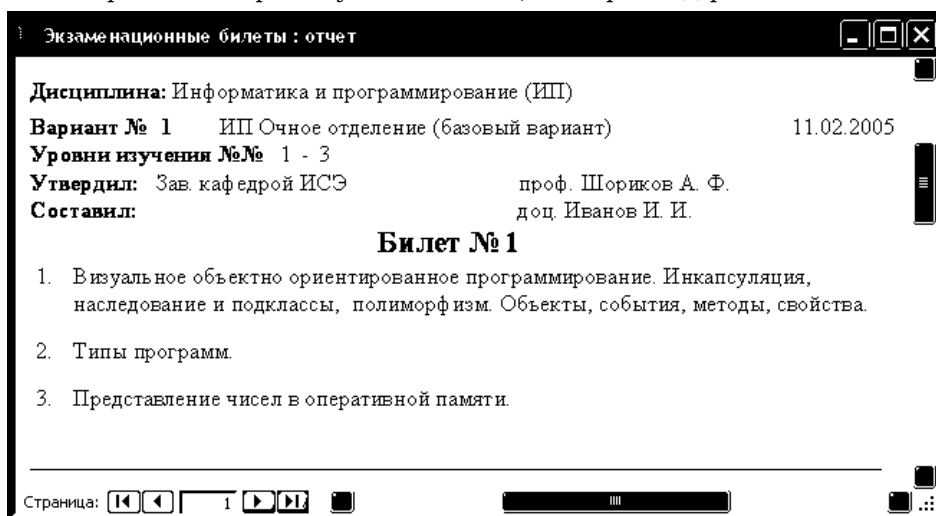 Экзаменационные билеты : отчет
Дисциплина: Информатика и программирование (ИП)
Вариант № 1 ИП Очное отделение (базовый вариант) 11.02.2005
Уровни изучения №№ 1 - 3
Утвердил: Зав. кафедрой ИСЭ проф. Шориков А. Ф.
Составил: доц. Иванов И. И.
Билет № 1
1. Визуальное объектно ориентированное программирование. Инкапсуляция,
наследование и подклассы, полиморфизм. Объекты, события, методы, свойства.
2. Типы программ.
3. Представление чисел в оперативной памяти.
Страница: 1